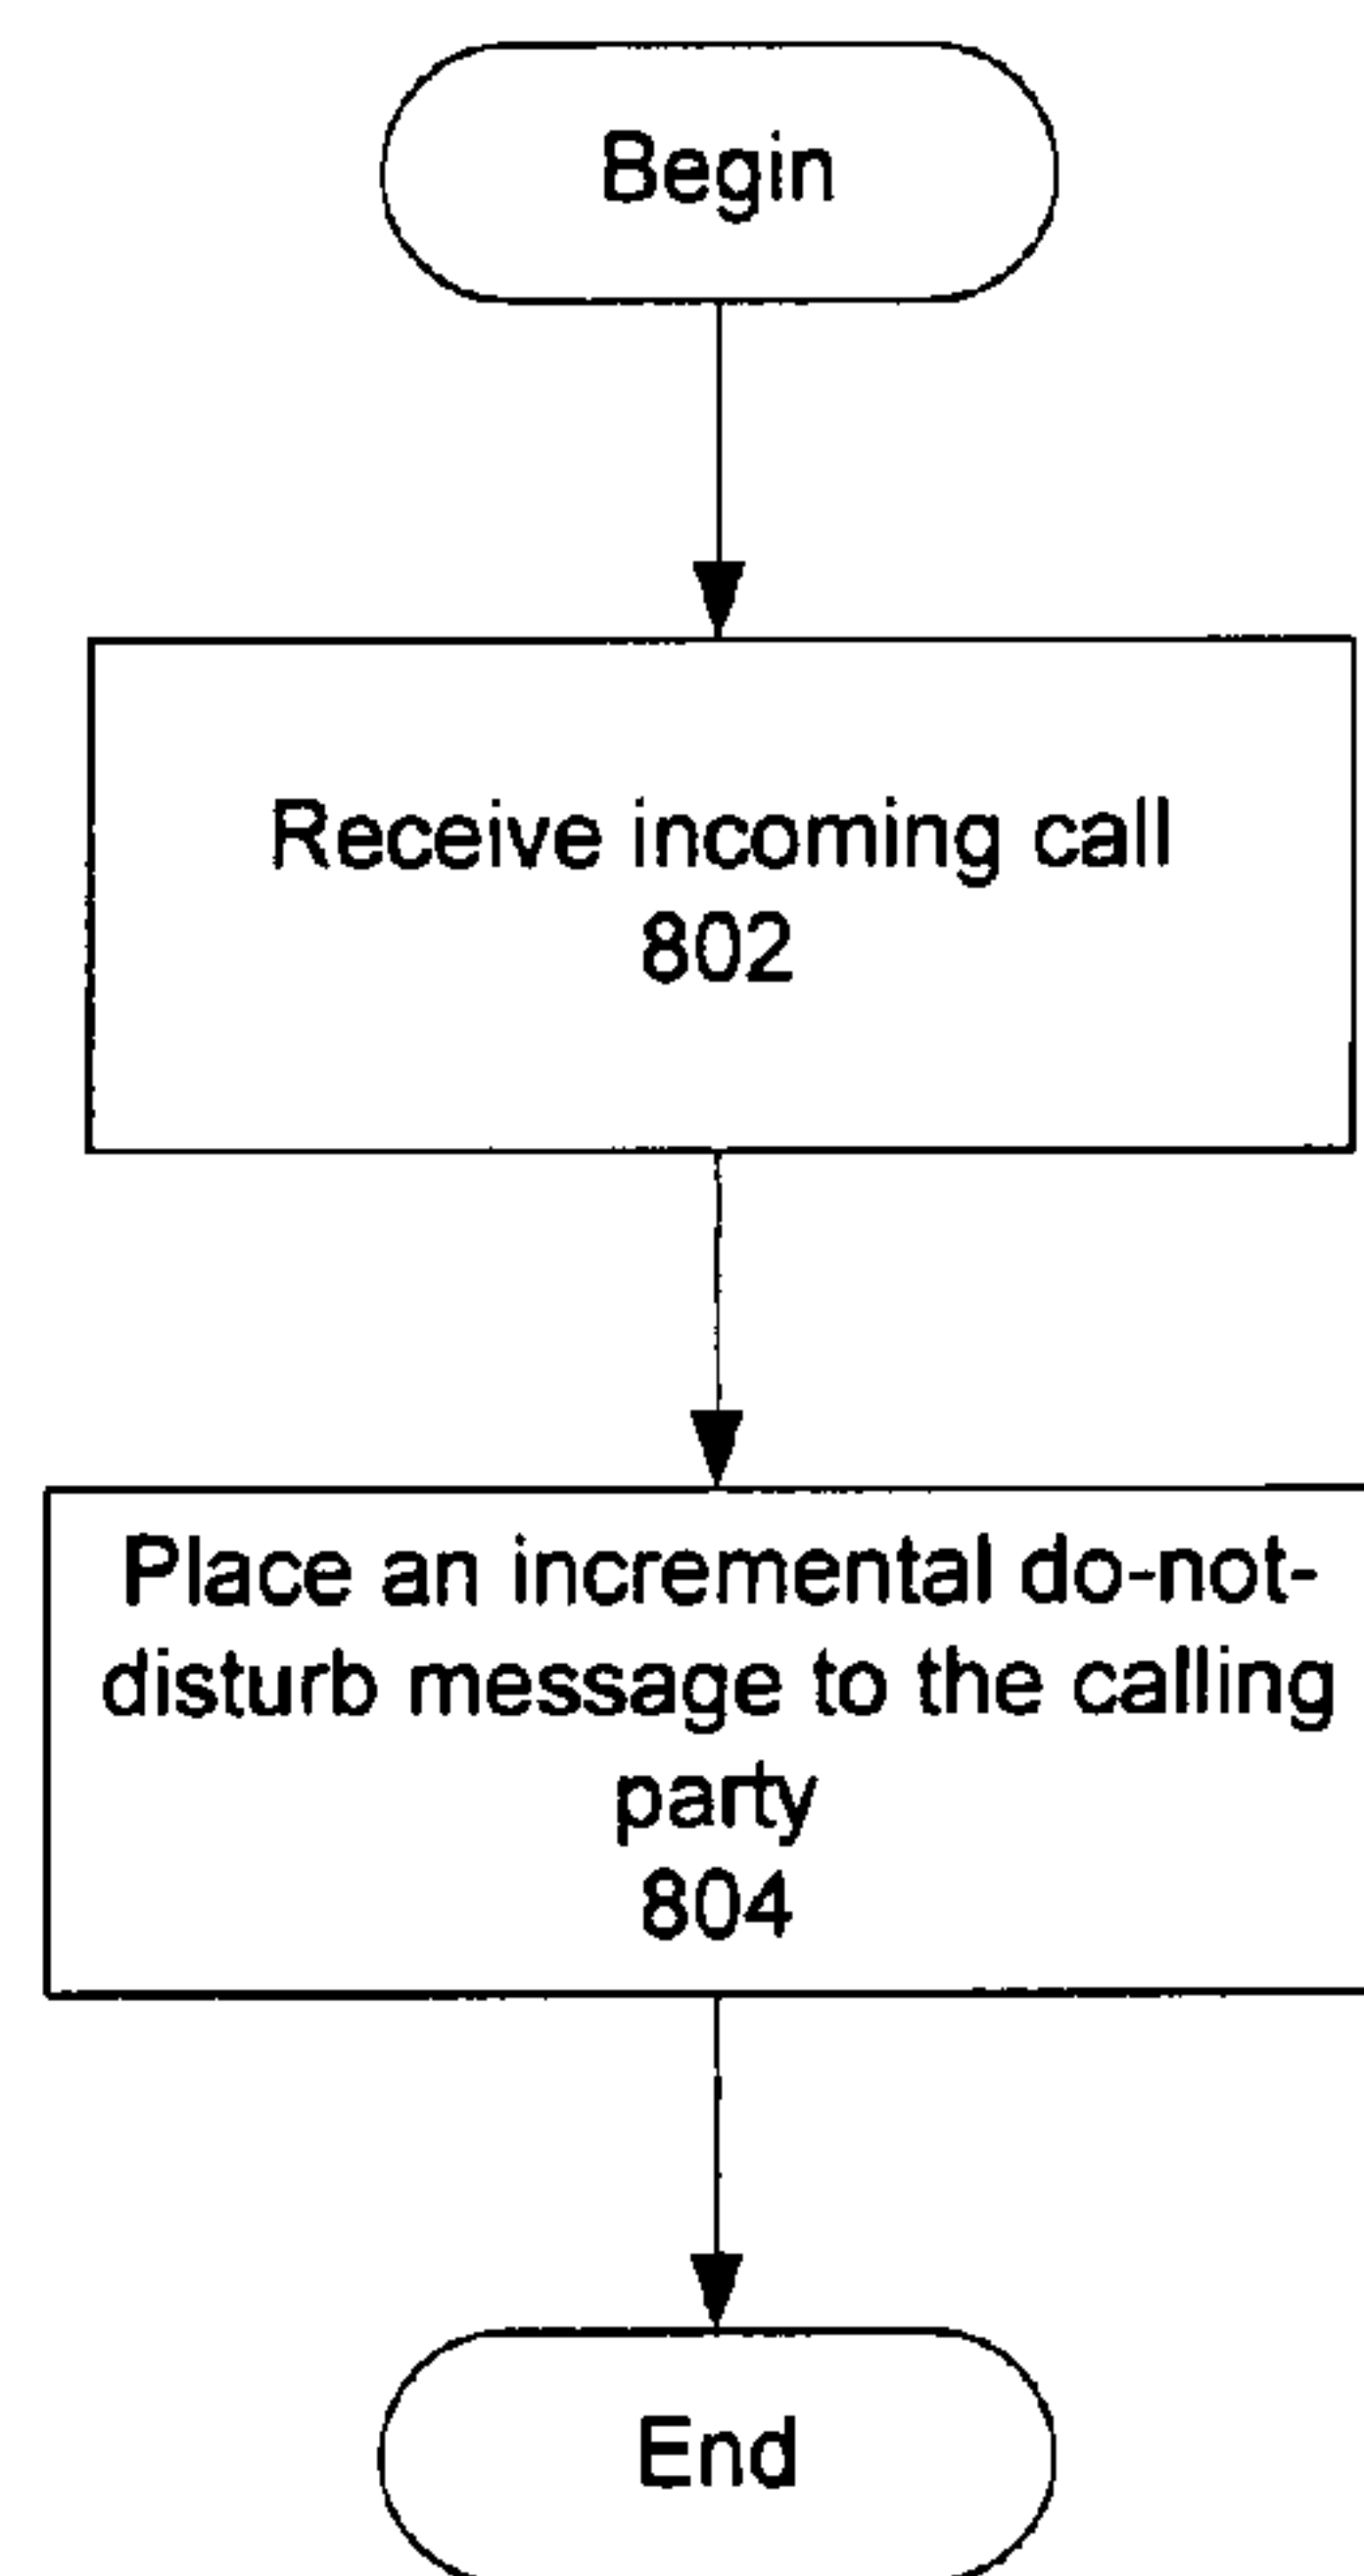 Begin
Receive incoming call
802
Place an incremental do-not-
disturb message to the calling
party
804
End